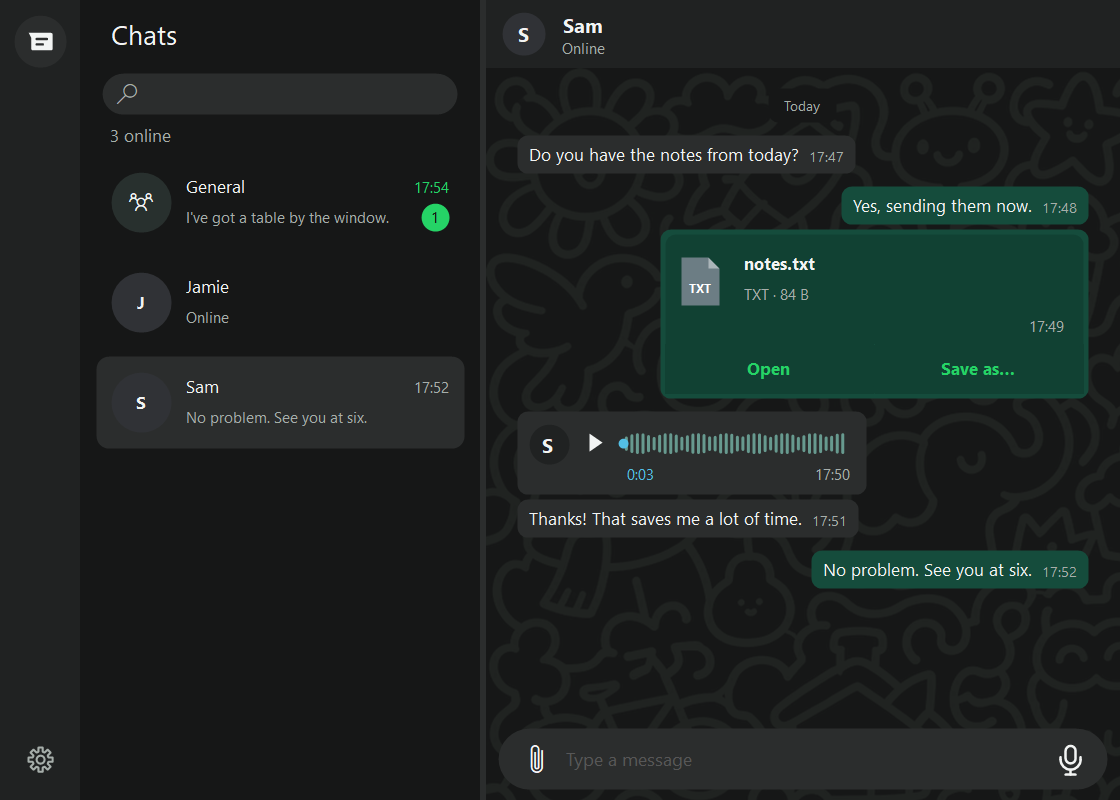 Chats
3 online
General 17:54
I've got a table by the window. 1
J
Jamie
Online
S
Sam 17:52
No problem. See you at six.
S
Sam
Online
Today
Do you have the notes from today? 17:47
Yes, sending them now. 17:48
TXT
notes.txt
TXT · 84 B
17:49
Open Save as...
S
0:03 17:50
Thanks! That saves me a lot of time. 17:51
No problem. See you at six. 17:52
Type a message